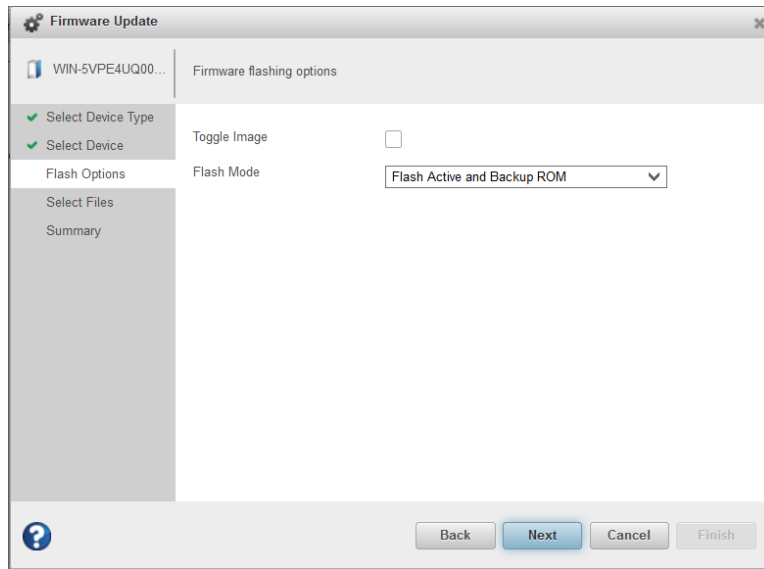 Firmware Update
WIN-5VPE4UQ00...
Firmware flashing options
Select Device Type
Select Device
Flash Options
Select Files
Summary
Toggle Image
Flash Mode
Flash Active and Backup ROM
?
Back
Next
Cancel
Finish